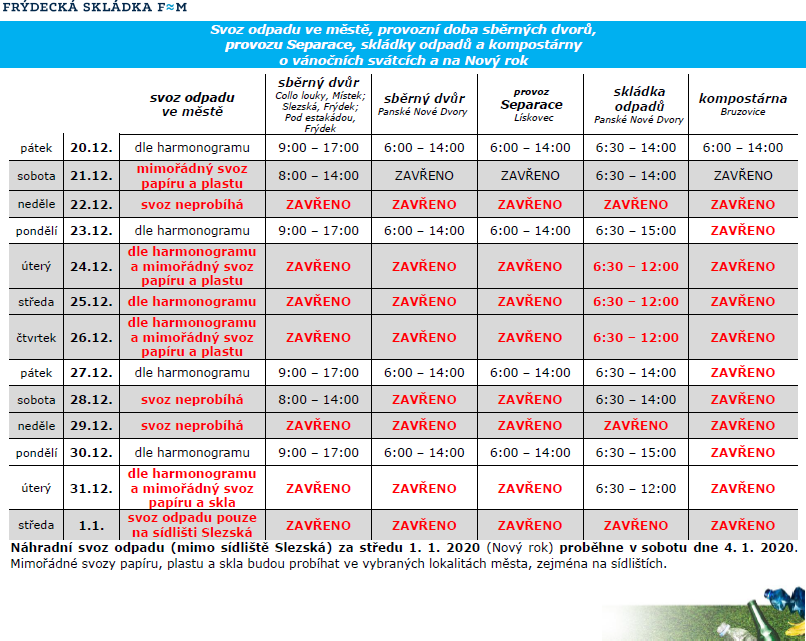 FRÝDECKÁ SKLÁDKA F≈M
Svoz odpadu ve městě, provozní doba sběrných dvorů,
provozu Separace, skládky odpadů a kompostárny
o vánočních svátcích a na Nový rok
svoz odpadu
ve městě
sběrný dvůr
Collo louky, Místek;
Slezská, Frýdek;
Pod estakádou,
Frýdek
sběrný dvůr
Panské Nové Dvory
provoz
Separace
Lískovec
skládka
odpadů
Panské Nové Dvory
kompostárna
Bruzovice
pátek 20.12. dle harmonogramu 9:00 – 17:00 6:00 – 14:00 6:00 – 14:00 6:30 – 14:00 6:00 – 14:00
sobota 21.12. mimořádný svoz
papíru a plastu 8:00 – 14:00 ZAVŘENO ZAVŘENO 6:30 – 14:00 ZAVŘENO
neděle 22.12. svoz neprobíhá ZAVŘENO ZAVŘENO ZAVŘENO ZAVŘENO ZAVŘENO
pondělí 23.12. dle harmonogramu 9:00 – 17:00 6:00 – 14:00 6:00 – 14:00 6:30 – 15:00 ZAVŘENO
úterý 24.12. dle harmonogramu
a mimořádný svoz
papíru a plastu ZAVŘENO ZAVŘENO ZAVŘENO 6:30 – 12:00 ZAVŘENO
středa 25.12. dle harmonogramu ZAVŘENO ZAVŘENO ZAVŘENO 6:30 – 12:00 ZAVŘENO
čtvrtek 26.12. dle harmonogramu
a mimořádný svoz
papíru a plastu ZAVŘENO ZAVŘENO ZAVŘENO 6:30 – 12:00 ZAVŘENO
pátek 27.12. dle harmonogramu 9:00 – 17:00 6:00 – 14:00 6:00 – 14:00 6:30 – 14:00 ZAVŘENO
sobota 28.12. svoz neprobíhá 8:00 – 14:00 ZAVŘENO ZAVŘENO 6:30 – 14:00 ZAVŘENO
neděle 29.12. svoz neprobíhá ZAVŘENO ZAVŘENO ZAVŘENO ZAVŘENO ZAVŘENO
pondělí 30.12. dle harmonogramu 9:00 – 17:00 6:00 – 14:00 6:00 – 14:00 6:30 – 15:00 ZAVŘENO
úterý 31.12. dle harmonogramu
a mimořádný svoz
papíru a skla ZAVŘENO ZAVŘENO ZAVŘENO 6:30 – 12:00 ZAVŘENO
středa 1.1. svoz odpadu pouze
na sídlišti Slezská ZAVŘENO ZAVŘENO ZAVŘENO ZAVŘENO ZAVŘENO
Náhradní svoz odpadu (mimo sídliště Slezská) za středu 1. 1. 2020 (Nový rok) proběhne v sobotu dne 4. 1. 2020.
Mimořádné svozy papíru, plastu a skla budou probíhat ve vybraných lokalitách města, zejména na sídlištích.